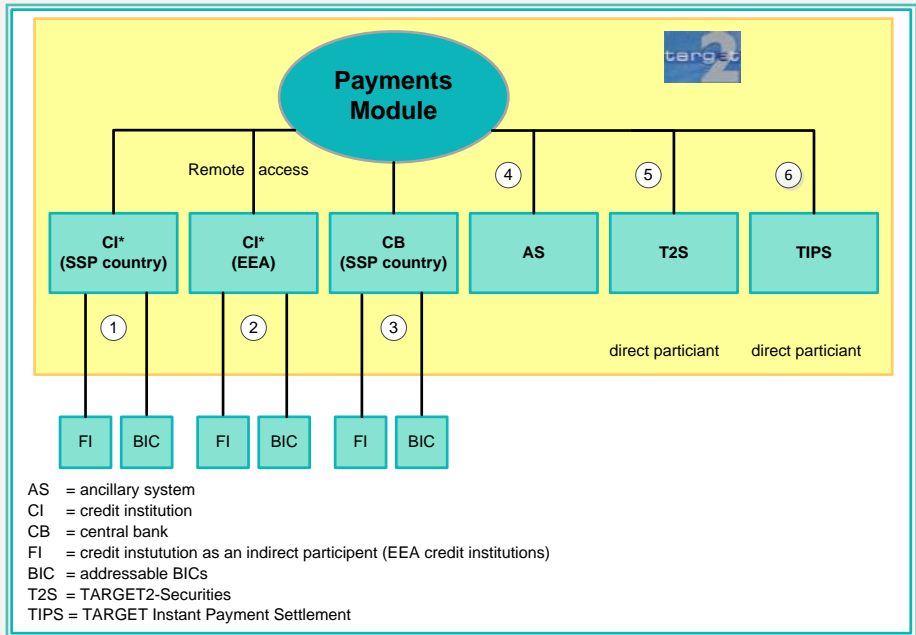 target
2
Payments
Module
Remote access
4
5
6
CI*
(SSP country)
CI*
(EEA)
CB
(SSP country)
AS
T2S
TIPS
1
2
3
direct particiant
direct particiant
FI
BIC
FI
BIC
FI
BIC
AS = ancillary system
CI = credit institution
CB = central bank
FI = credit instutution as an indirect participent (EEA credit institutions)
BIC = addressable BICs
T2S = TARGET2-Securities
TIPS = TARGET Instant Payment Settlement